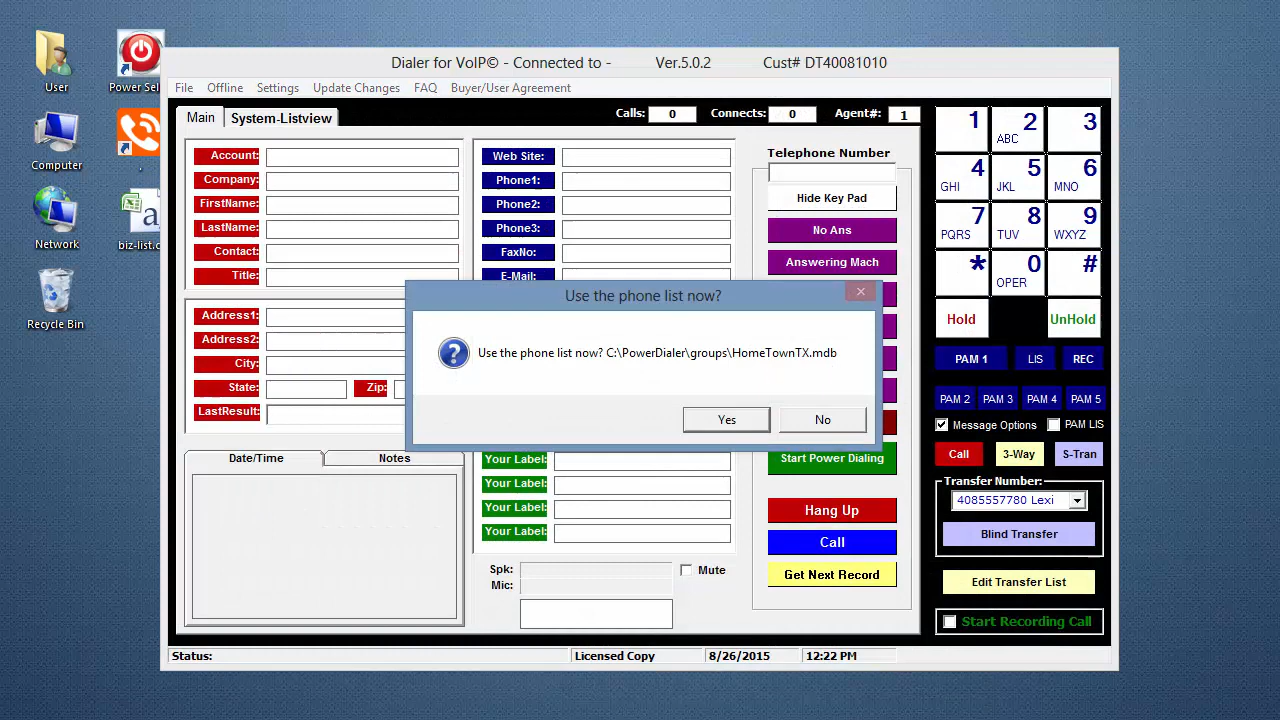 User
Power Sel
Computer
.
Network
biz-list.c
Recycle Bin
Dialer for VoIP© - Connected to - Ver.5.0.2 Cust# DT40081010
File Offline Settings Update Changes FAQ Buyer/User Agreement
Main System-Listview
Calls: 0 Connects: 0 Agent#: 1
Account:
Company:
FirstName:
LastName:
Contact:
Title:
Address1:
Address2:
City:
State: Zip:
LastResult:
Date/Time Notes
Web Site:
Phone1:
Phone2:
Phone3:
FaxNo:
E-Mail:
Use the phone list now?
Use the phone list now? C:\PowerDialer\groups\HomeTownTX.mdb
Yes No
Your Label:
Your Label:
Your Label:
Your Label:
Spk: Mute
Mic:
Telephone Number
Hide Key Pad
No Ans
Answering Mach
Start Power Dialing
Hang Up
Call
Get Next Record
1 2 ABC 3
4 GHI 5 JKL 6 MNO
7 PQRS 8 TUV 9 WXYZ
* 0 OPER #
Hold UnHold
PAM 1 LIS REC
PAM 2 PAM 3 PAM 4 PAM 5
Message Options PAM LIS
Call 3-Way S-Tran
Transfer Number:
4085557780 Lexi
Blind Transfer
Edit Transfer List
Start Recording Call
Status: Licensed Copy 8/26/2015 12:22 PM